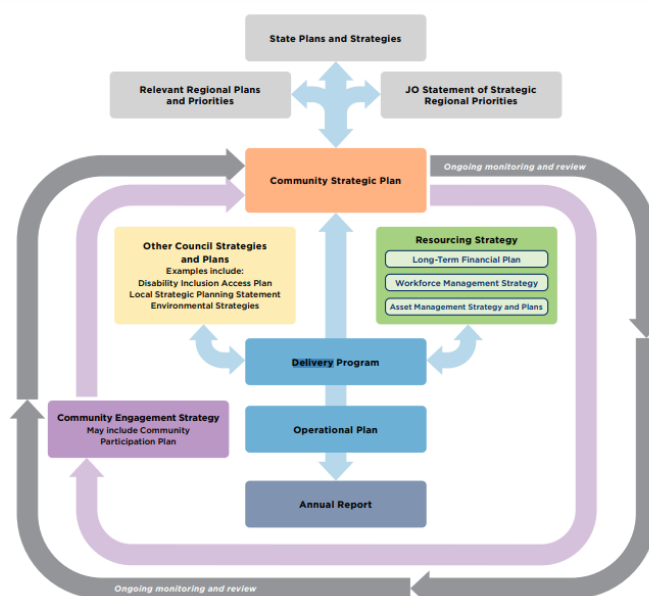 State Plans and Strategies
Relevant Regional Plans
and Priorities
JO Statement of Strategic
Regional Priorities
Community Strategic Plan
Ongoing monitoring and review
Other Council Strategies
and Plans
Examples include:
Disability Inclusion Access Plan
Local Strategic Planning Statement
Environmental Strategies
Resourcing Strategy
Long-Term Financial Plan
Workforce Management Strategy
Asset Management Strategy and Plans
Delivery Program
Community Engagement Strategy
May include Community
Participation Plan
Operational Plan
Annual Report
Ongoing monitoring and review